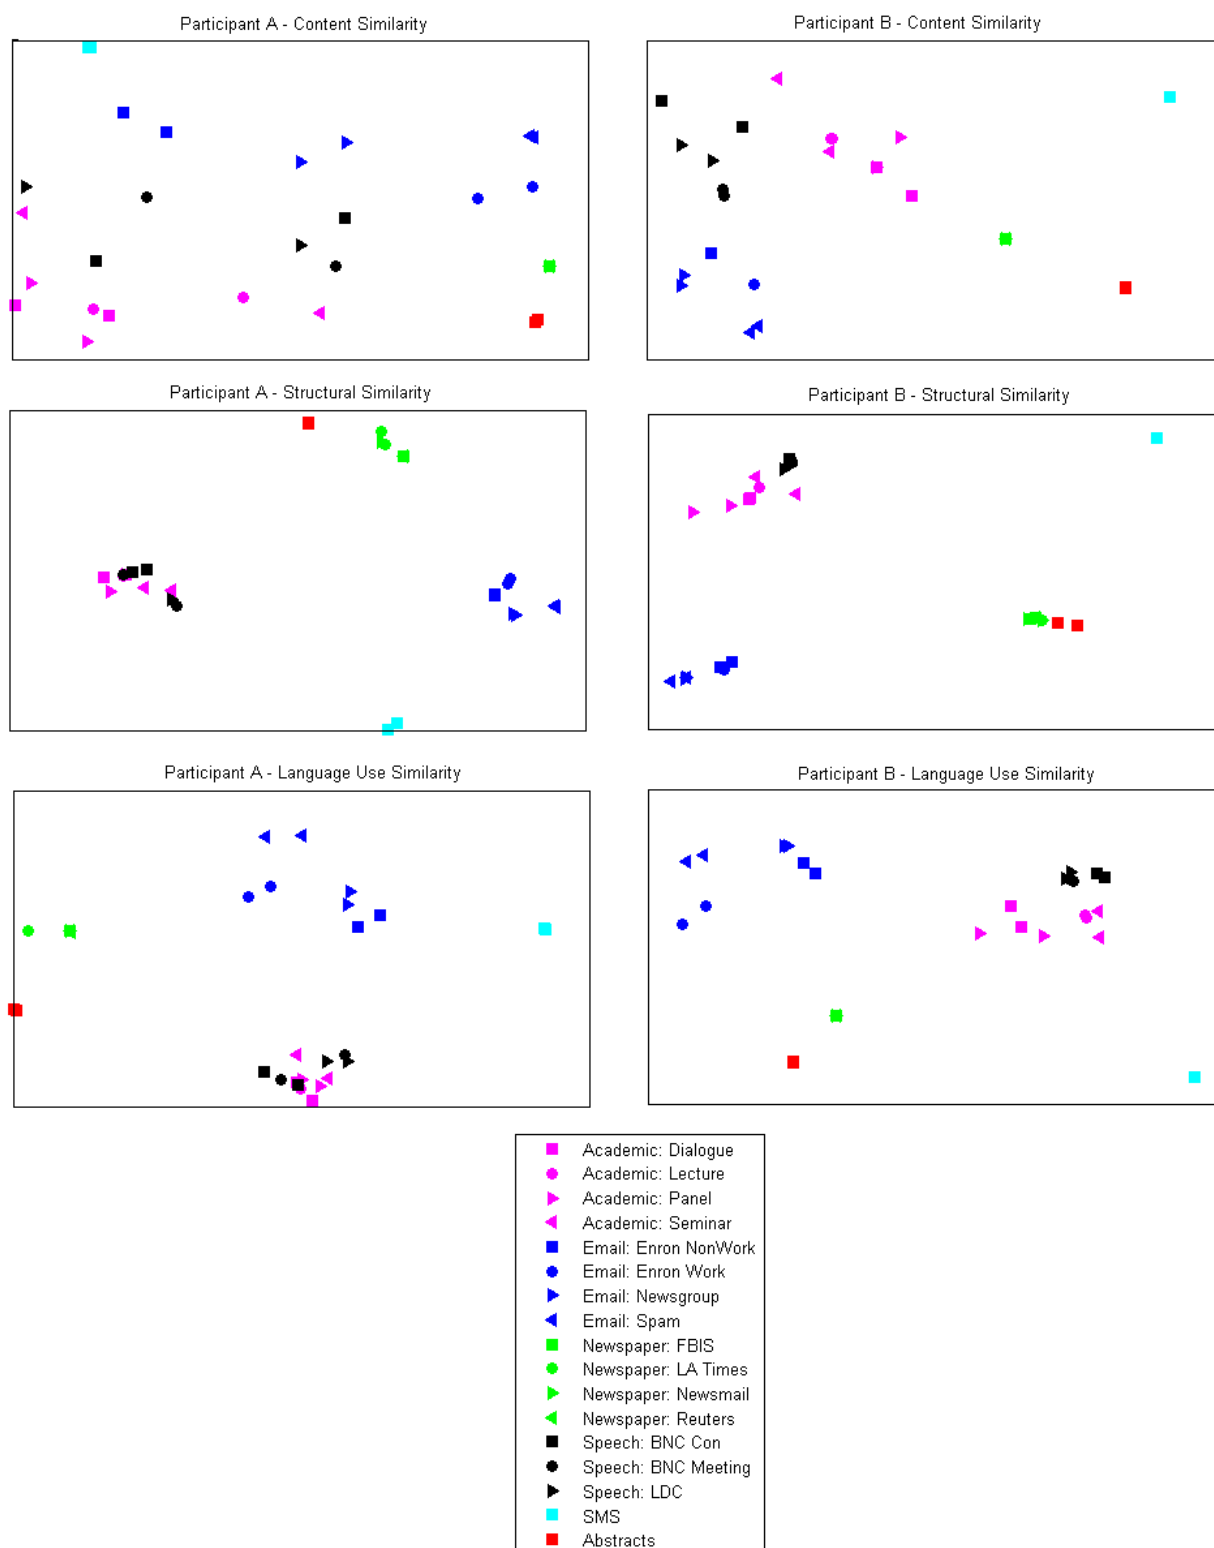 Participant A - Content Similarity
Participant B - Content Similarity
Participant A - Structural Similarity
Participant B - Structural Similarity
Participant A - Language Use Similarity
Participant B - Language Use Similarity
Academic: Dialogue
Academic: Lecture
Academic: Panel
Academic: Seminar
Email: Enron NonWork
Email: Enron Work
Email: Newsgroup
Email: Spam
Newspaper: FBIS
Newspaper: LA Times
Newspaper: Newsmail
Newspaper: Reuters
Speech: BNC Con
Speech: BNC Meeting
Speech: LDC
SMS
Abstracts